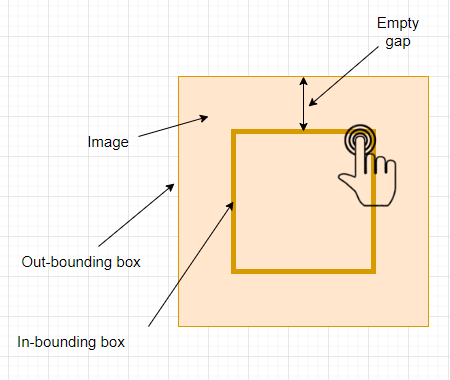 Empty
gap
Image
Out-bounding box
In-bounding box